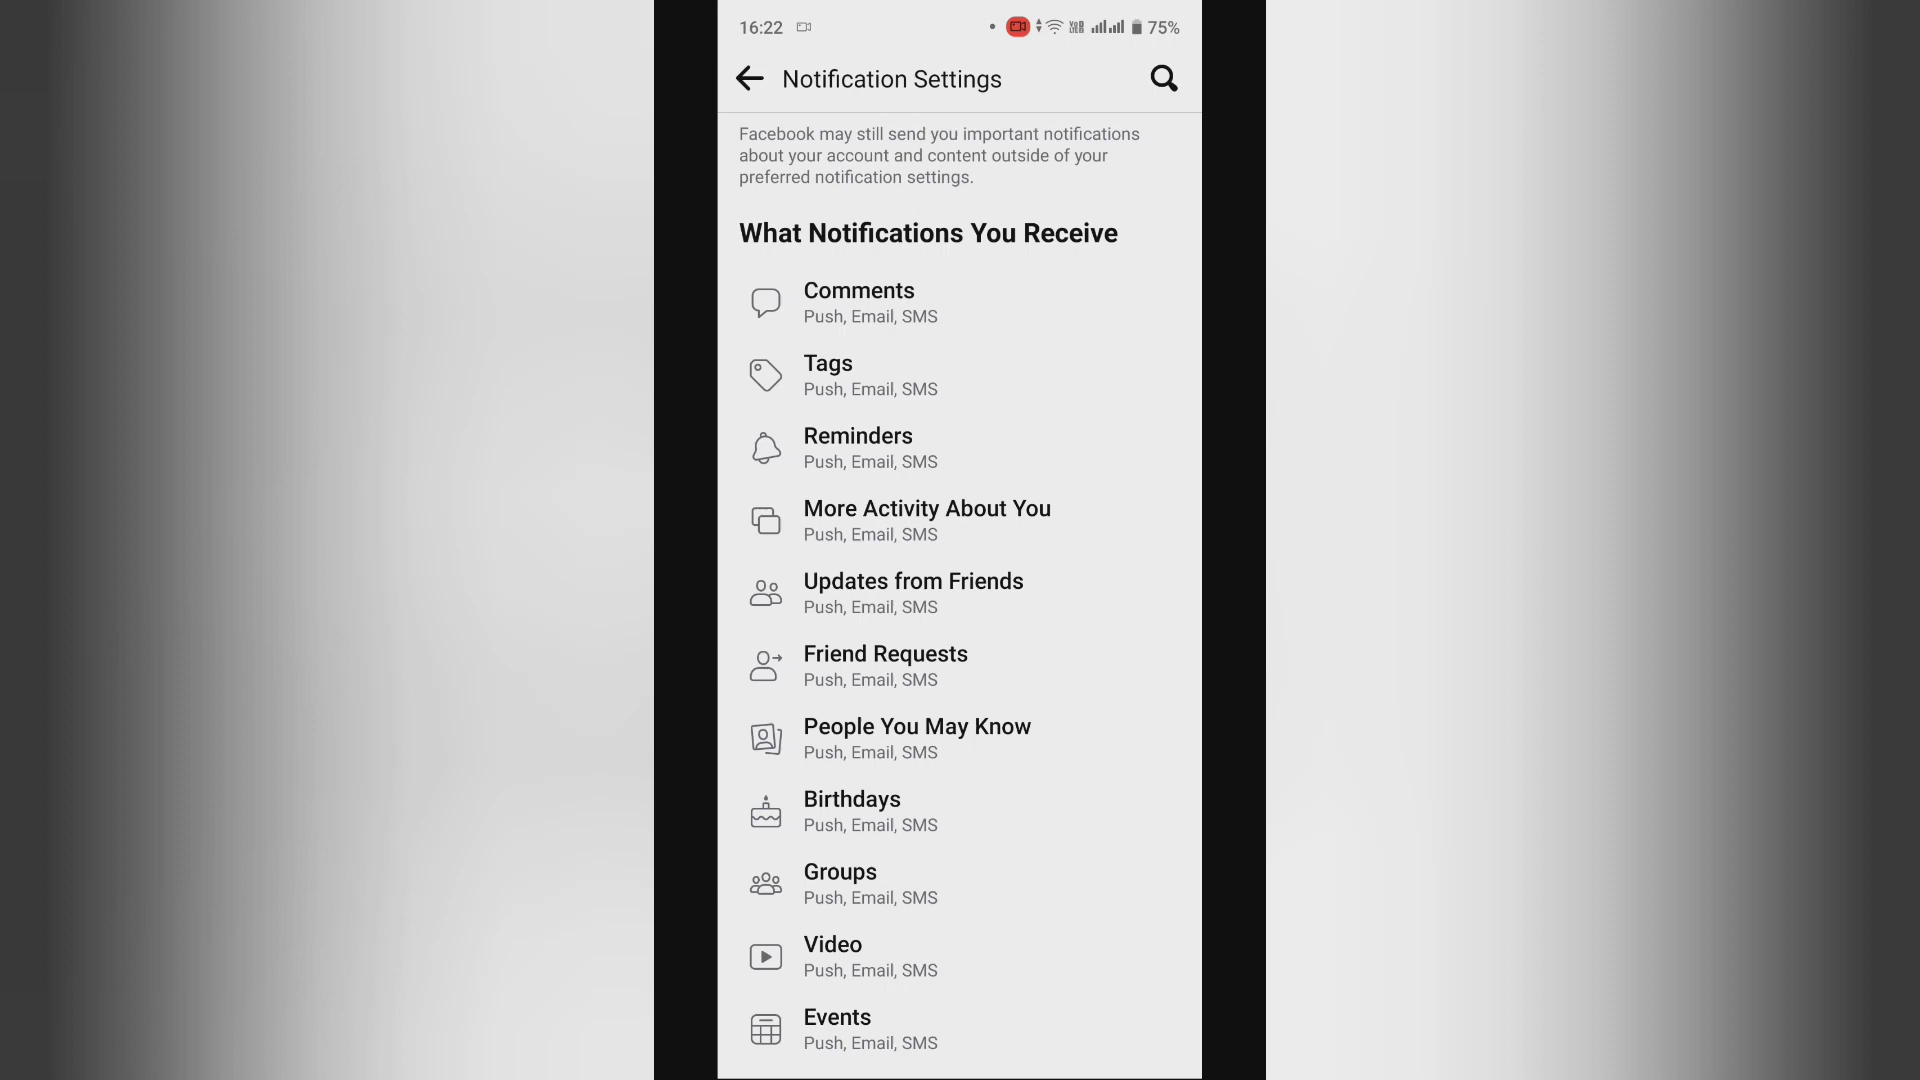 16:22
75%
Notification Settings
Facebook may still send you important notifications
about your account and content outside of your
preferred notification settings.
What Notifications You Receive
Comments
Push, Email, SMS
Tags
Push, Email, SMS
Reminders
Push, Email, SMS
More Activity About You
Push, Email, SMS
Updates from Friends
Push, Email, SMS
Friend Requests
Push, Email, SMS
People You May Know
Push, Email, SMS
Birthdays
Push, Email, SMS
Groups
Push, Email, SMS
Video
Push, Email, SMS
Events
Push, Email, SMS